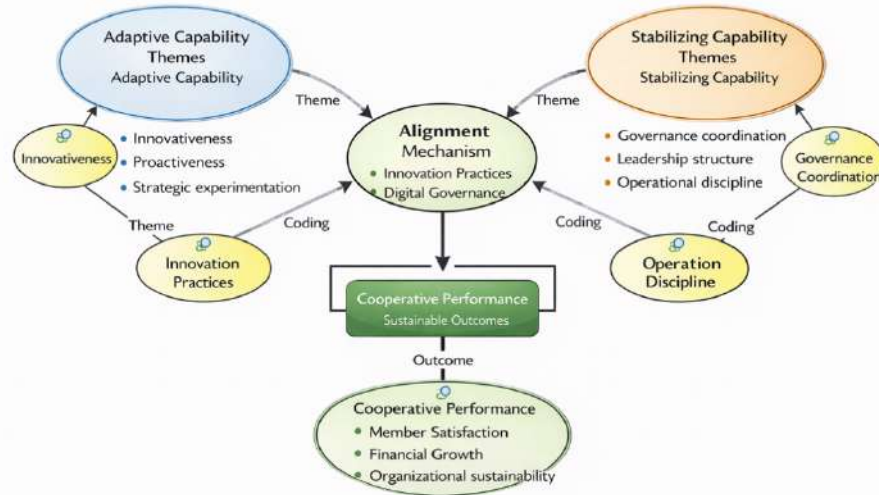 Adaptive Capability
Themes
Adaptive Capability
Stabilizing Capability
Themes
Stabilizing Capability
Theme
Theme
Innovativeness
• Innovativeness
• Proactiveness
• Strategic experimentation
Alignment
Mechanism
• Innovation Practices
• Digital Governance
• Governance coordination
• Leadership structure
• Operational discipline
Governance
Coordination
Theme
Coding
Coding
Coding
Innovation
Practices
Operation
Discipline
Cooperative Performance
Sustainable Outcomes
Outcome
Cooperative Performance
• Member Satisfaction
• Financial Growth
• Organizational sustainability